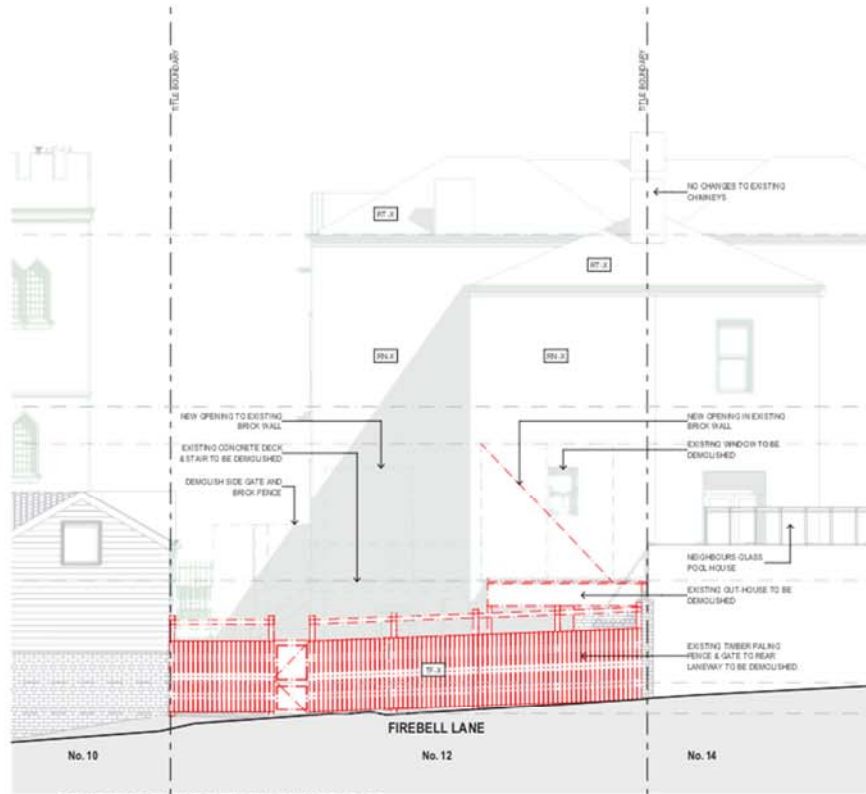 TITLE BOUNDARY
TITLE BOUNDARY
NO CHANGES TO EXISTING
CHIMNEYS
RT-X
RT-X
RN-X
RN-X
NEW OPENING TO EXISTING
BRICK WALL
EXISTING CONCRETE DECK
& STAIR TO BE DEMOLISHED
DEMOLISH SIDE GATE AND
BRICK FENCE
NEW OPENING IN EXISTING
BRICK WALL
EXISTING WINDOW TO BE
DEMOLISHED
NEIGHBOURS GLASS
POOL HOUSE
EXISTING OUT-HOUSE TO BE
DEMOLISHED
EXISTING TIMBER PALING
FENCE & GATE TO REAR
LANEWAY TO BE DEMOLISHED
TF-X
FIREBELL LANE
No. 10
No. 12
No. 14